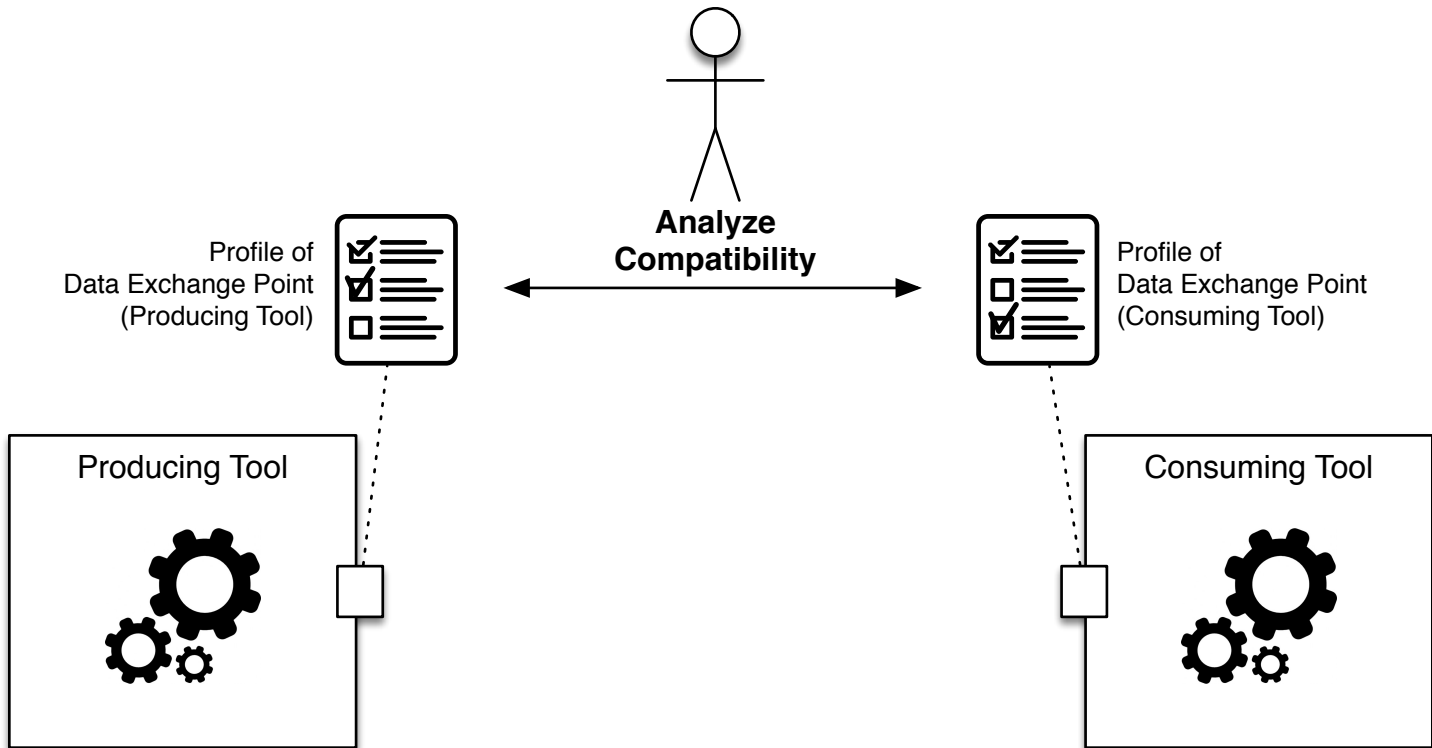 Analyze
Compatibility
Profile of
Data Exchange Point
(Producing Tool)
Profile of
Data Exchange Point
(Consuming Tool)
Producing Tool
Consuming Tool